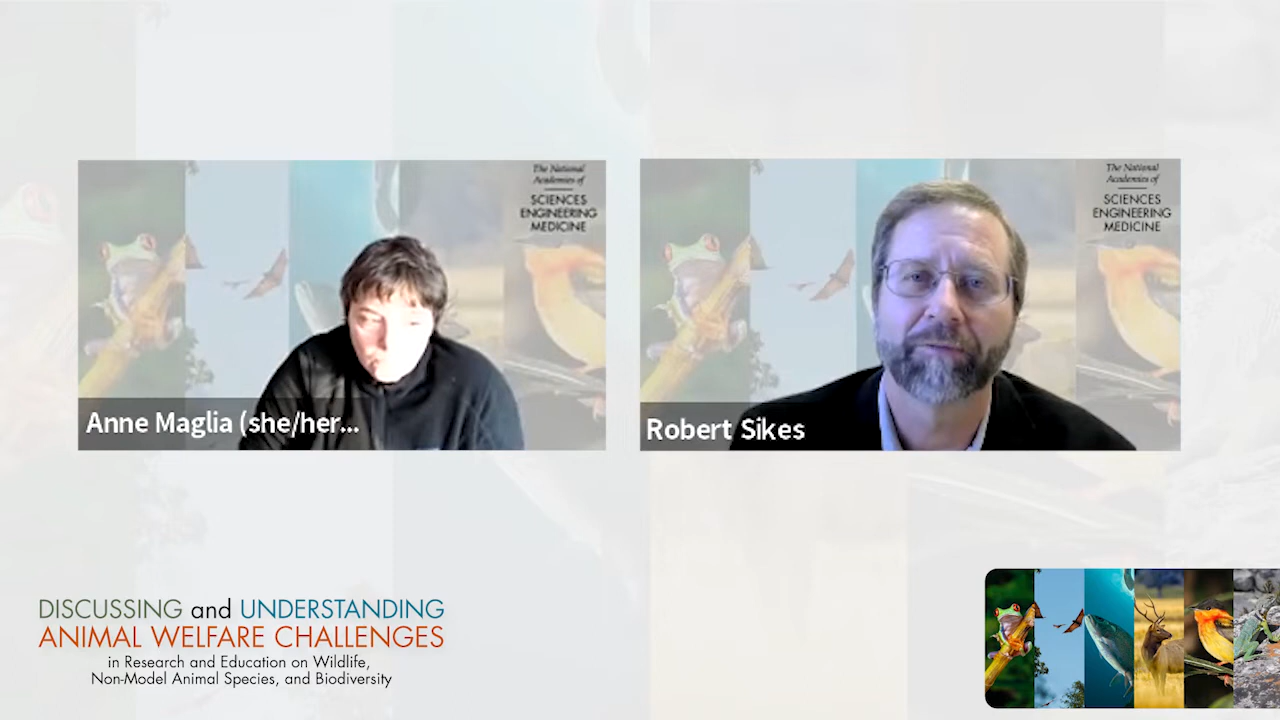 The National
Academies of
SCIENCES
ENGINEERING
MEDICINE
Anne Maglia (she/her...
The National
Academies of
SCIENCES
ENGINEERING
MEDICINE
Robert Sikes
DISCUSSING and UNDERSTANDING
ANIMAL WELFARE CHALLENGES
in Research and Education on Wildlife,
Non-Model Animal Species, and Biodiversity